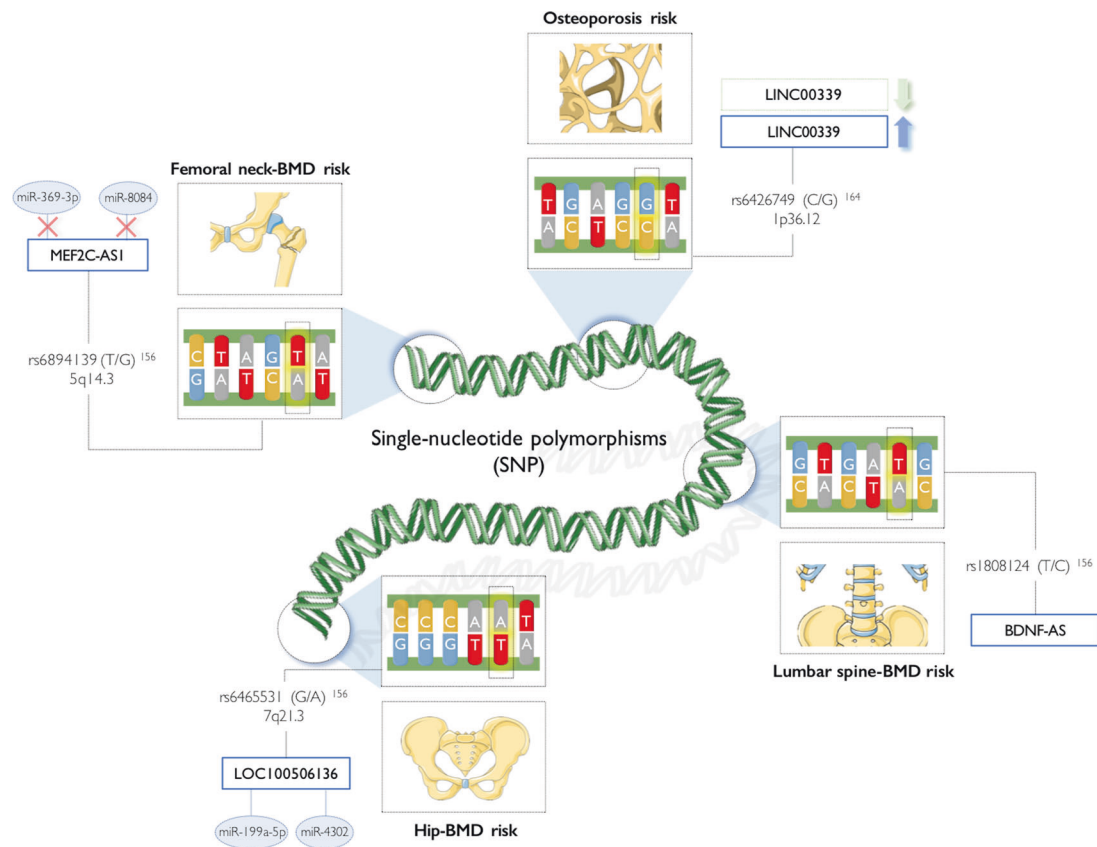 Osteoporosis risk
LINC00339
LINC00339
rs6426749 (C/G) 164
1p36.12
T G A G G T
A C T C C A
Femoral neck-BMD risk
miR-369-3p
miR-8084
MEF2C-AS1
rs6894139 (T/G) 156
5q14.3
C T A G T A
G A T C A T
Single-nucleotide polymorphisms
(SNP)
G T G A T G
C A C T A C
rs1808124 (T/C) 156
BDNF-AS
Lumbar spine-BMD risk
C C C A A T
G G G T T A
rs6465531 (G/A) 156
7q21.3
LOC100506136
miR-199a-5p
miR-4302
Hip-BMD risk